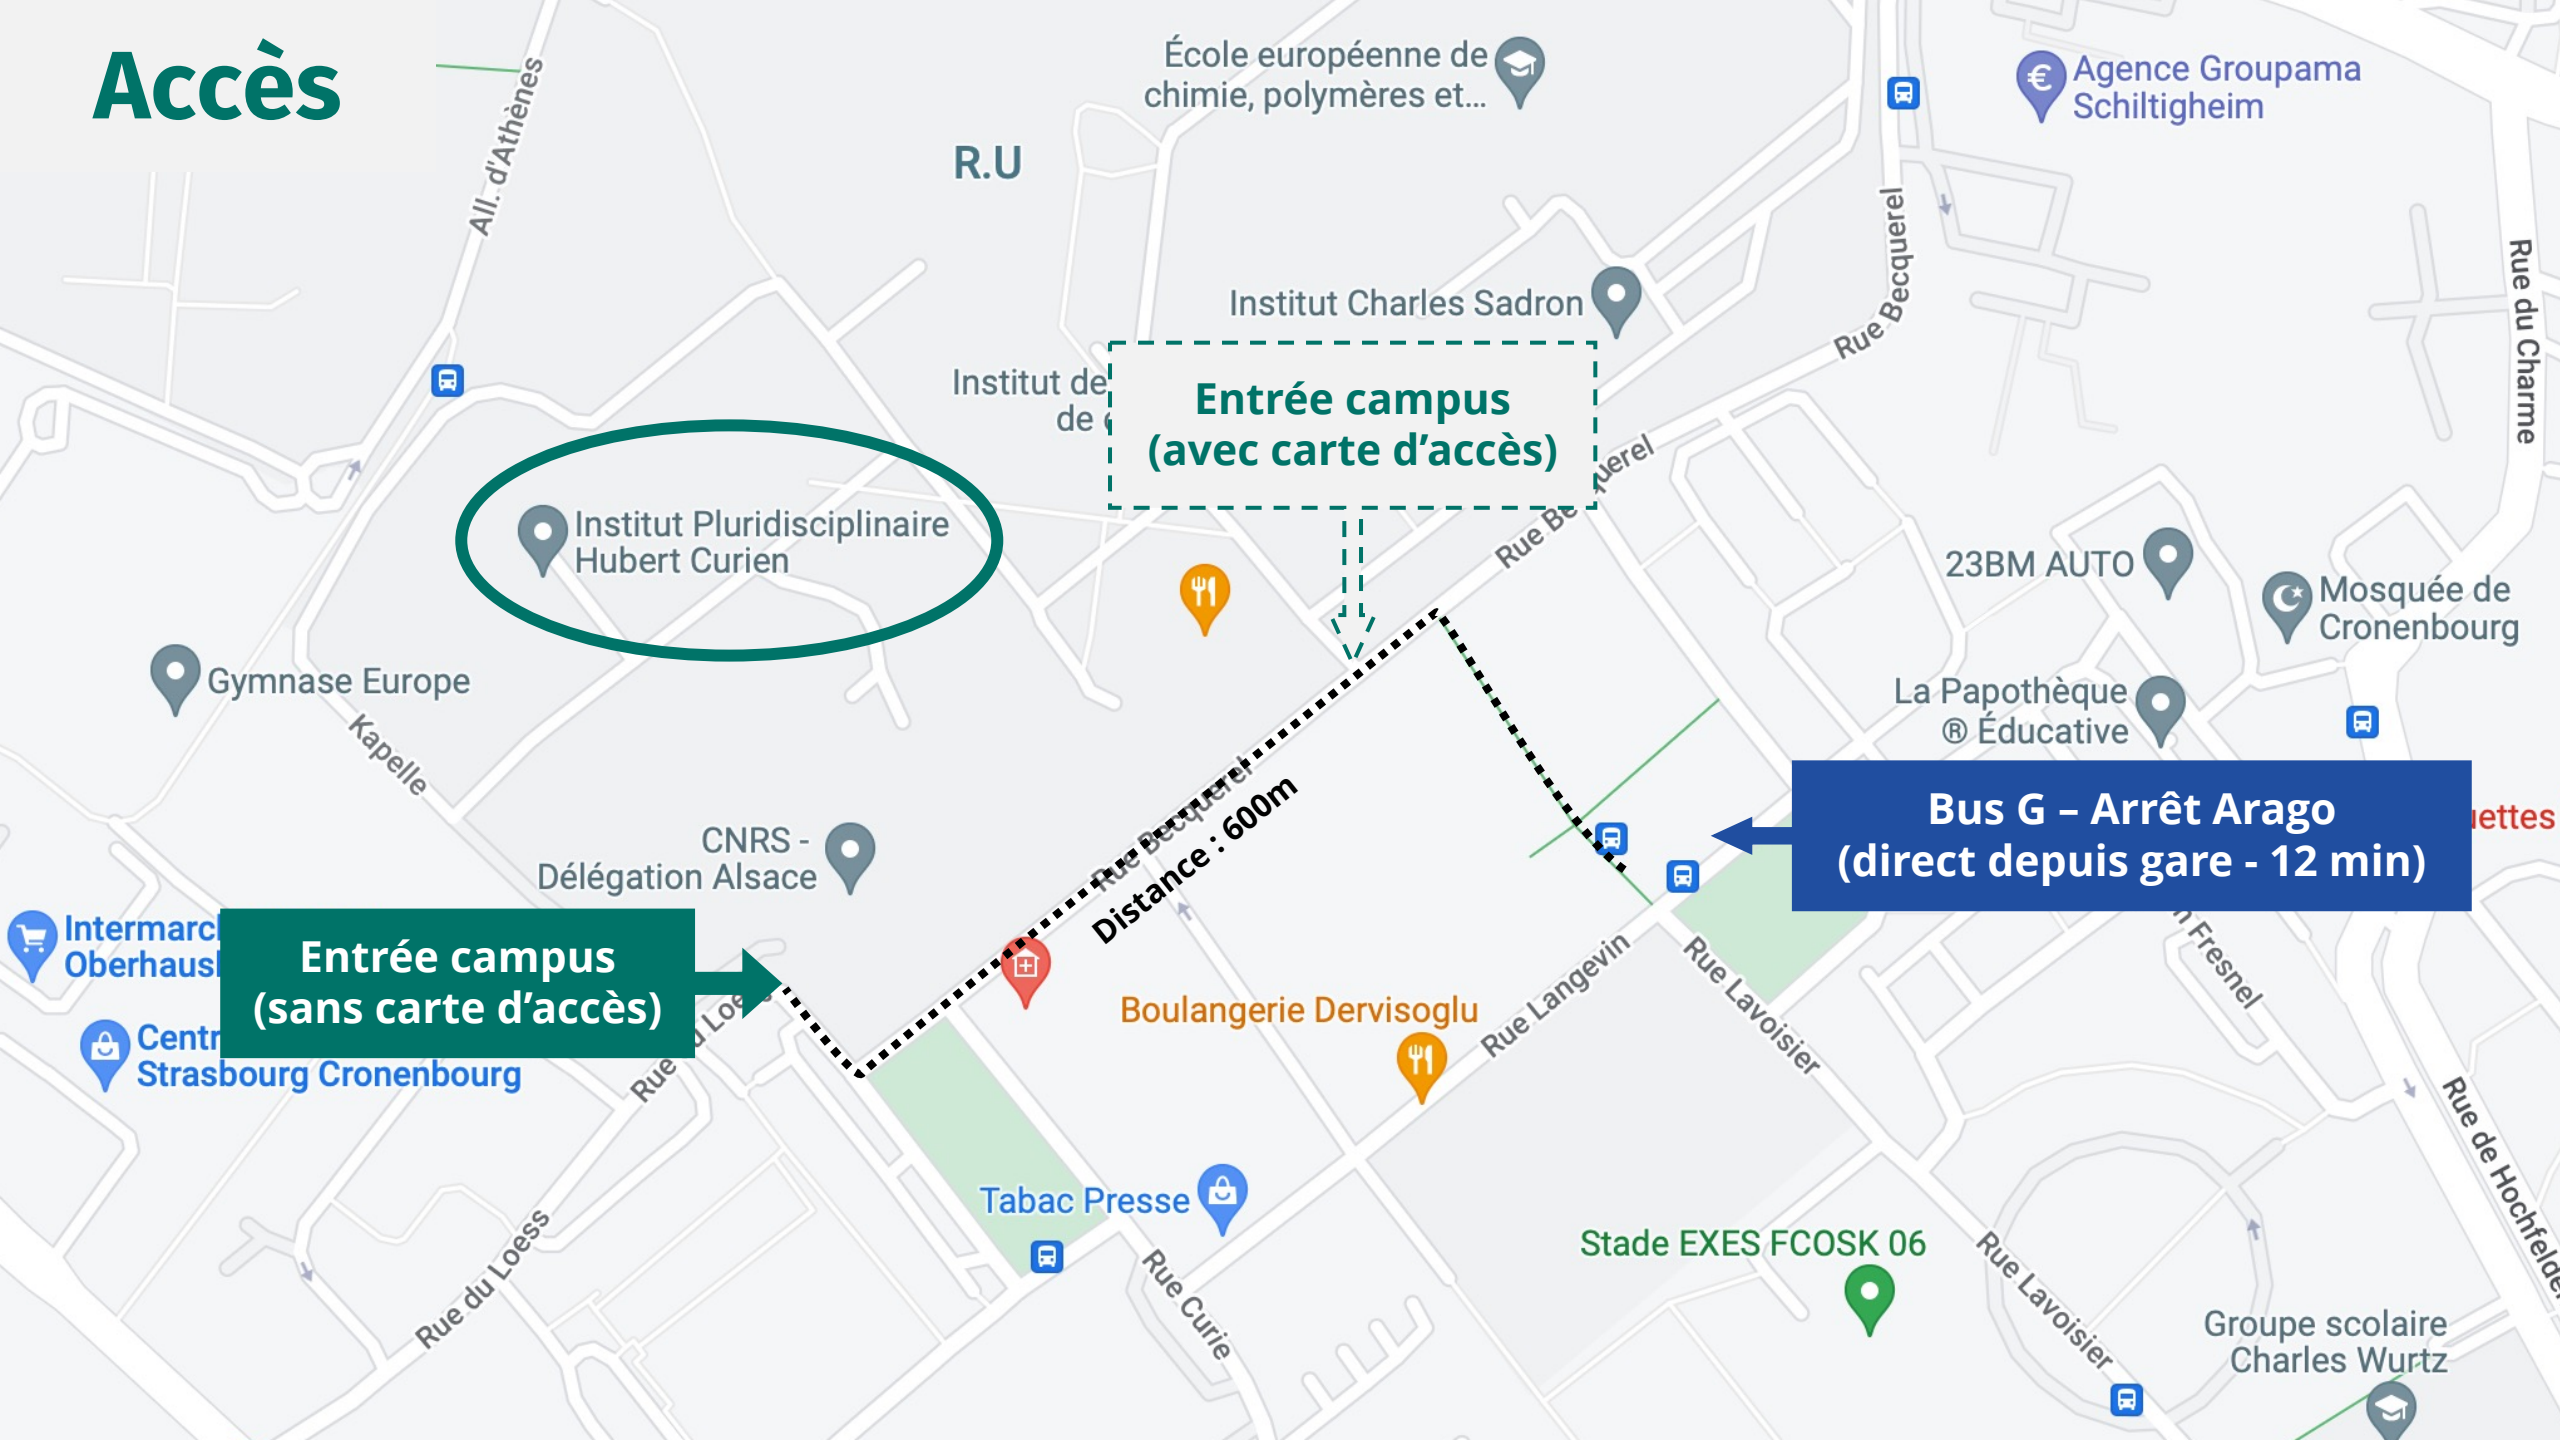 Accès
All. d'Athènes
École européenne de
chimie, polymères et...
Agence Groupama
Schiltigheim
R.U
Rue Becquerel
Rue du Charme
Institut Charles Sadron
Institut de
de
Entrée campus
(avec carte d’accès)
Rue Be
querel
Institut Pluridisciplinaire
Hubert Curien
23BM AUTO
Mosquée de
Cronenbourg
Gymnase Europe
Kapelle
La Papothèque
® Éducative
Rue Becquerel
Distance : 600m
Bus G – Arrêt Arago
(direct depuis gare - 12 min)
uettes
CNRS -
Délégation Alsace
Intermarc
Oberhaus
Entrée campus
(sans carte d’accès)
Rue du Loe
Centr
Strasbourg Cronenbourg
Boulangerie Dervisoglu
Rue Langevin
Rue Lavoisier
n Fresnel
Rue de Hochfelde
Tabac Presse
Rue du Loess
Rue Curie
Stade EXES FCOSK 06
Rue Lavoisier
Groupe scolaire
Charles Wurtz